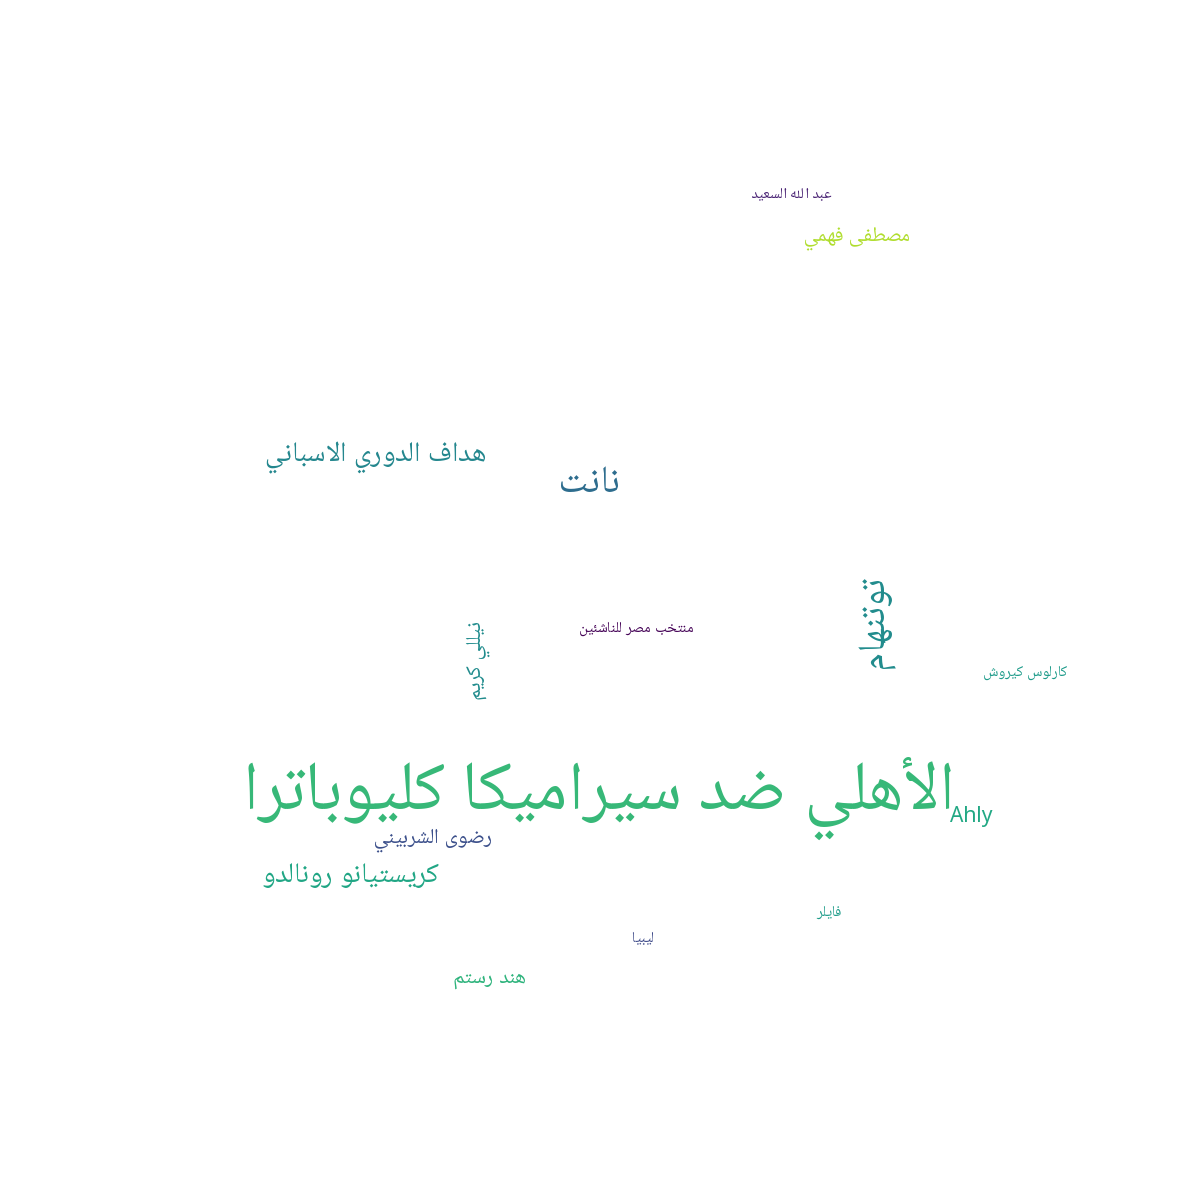 عبد الله السعيد
مصطفى فهمي
هداف الدوري الاسباني
نانت
توتنهام
نيللي كريم
منتخب مصر للناشئين
كارلوس كيروش
الأهلي ضد سيراميكا كليوباترا
Ahly
رضوى الشربيني
كريستيانو رونالدو
فايلر
ليبيا
هند رستم